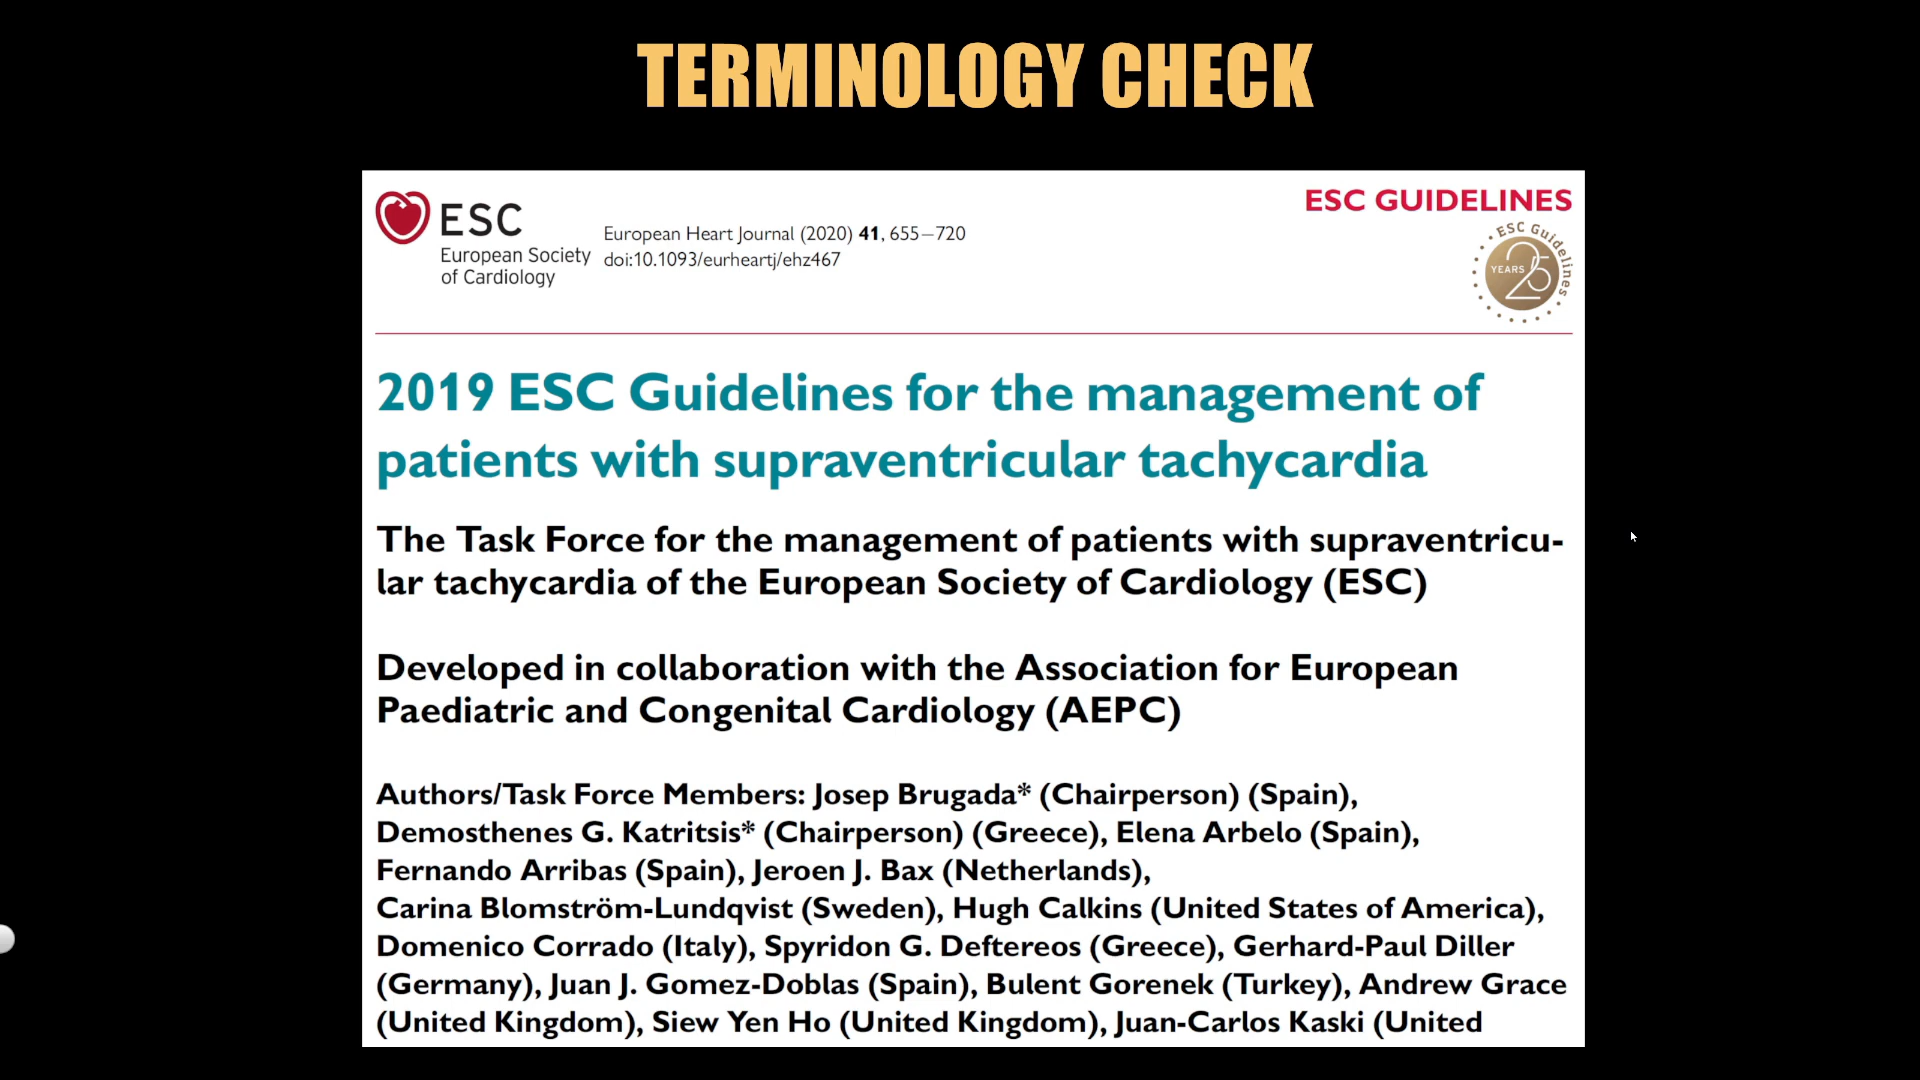 TERMINOLOGY CHECK
ESC
European Society
of Cardiology
European Heart Journal (2020) 41, 655–720
doi:10.1093/eurheartj/ehz467
ESC GUIDELINES
ESC Guidelines
YEARS 25
2019 ESC Guidelines for the management of
patients with supraventricular tachycardia
The Task Force for the management of patients with supraventricu-
lar tachycardia of the European Society of Cardiology (ESC)
Developed in collaboration with the Association for European
Paediatric and Congenital Cardiology (AEPC)
Authors/Task Force Members: Josep Brugada* (Chairperson) (Spain),
Demosthenes G. Katritsis* (Chairperson) (Greece), Elena Arbelo (Spain),
Fernando Arribas (Spain), Jeroen J. Bax (Netherlands),
Carina Blomström-Lundqvist (Sweden), Hugh Calkins (United States of America),
Domenico Corrado (Italy), Spyridon G. Deftereos (Greece), Gerhard-Paul Diller
(Germany), Juan J. Gomez-Doblas (Spain), Bulent Gorenek (Turkey), Andrew Grace
(United Kingdom), Siew Yen Ho (United Kingdom), Juan-Carlos Kaski (United